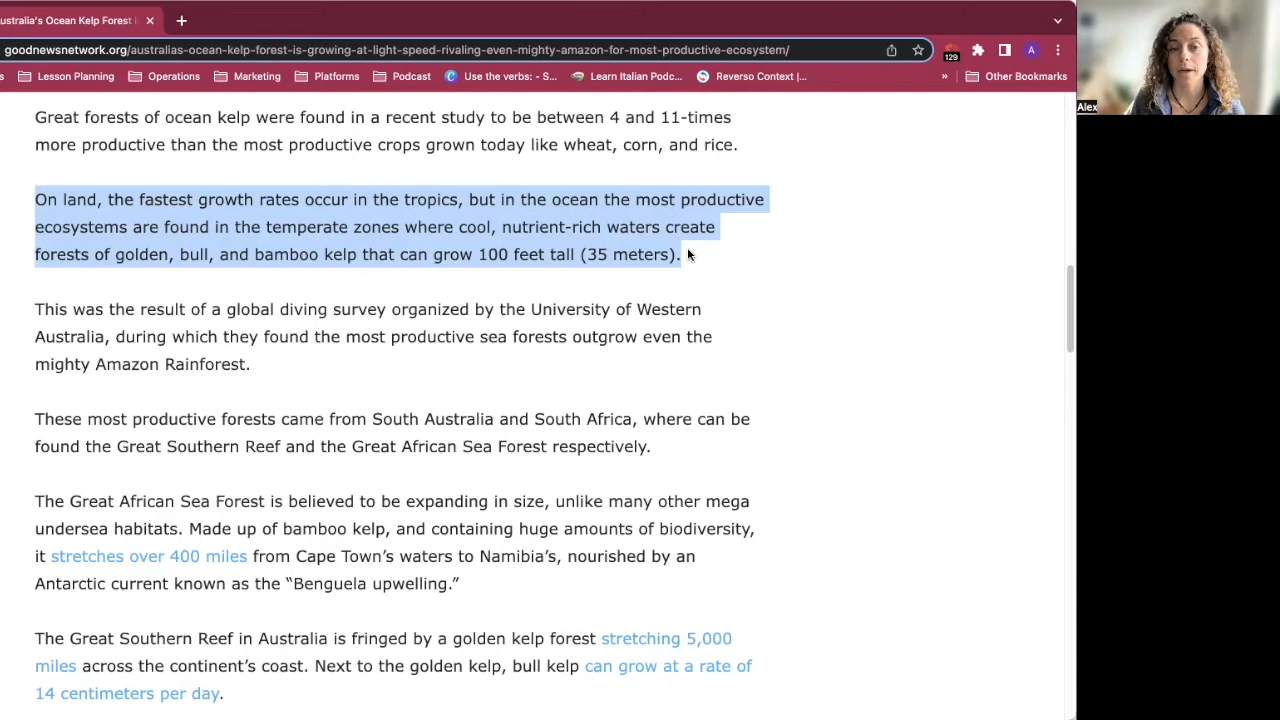 ustralia's Ocean Kelp Forest i
goodnewsnetwork.org/australias-ocean-kelp-forest-is-growing-at-light-speed-rivaling-even-mighty-amazon-for-most-productive-ecosystem/
129
A
s
Lesson Planning
Operations
Marketing
Platforms
Podcast
Use the verbs: - S...
Learn Italian Podc...
Reverso Context |...
»
Other Bookmarks
Alex
Great forests of ocean kelp were found in a recent study to be between 4 and 11-times
more productive than the most productive crops grown today like wheat, corn, and rice.
On land, the fastest growth rates occur in the tropics, but in the ocean the most productive
ecosystems are found in the temperate zones where cool, nutrient-rich waters create
forests of golden, bull, and bamboo kelp that can grow 100 feet tall (35 meters).
This was the result of a global diving survey organized by the University of Western
Australia, during which they found the most productive sea forests outgrow even the
mighty Amazon Rainforest.
These most productive forests came from South Australia and South Africa, where can be
found the Great Southern Reef and the Great African Sea Forest respectively.
The Great African Sea Forest is believed to be expanding in size, unlike many other mega
undersea habitats. Made up of bamboo kelp, and containing huge amounts of biodiversity,
it stretches over 400 miles from Cape Town’s waters to Namibia’s, nourished by an
Antarctic current known as the “Benguela upwelling.”
The Great Southern Reef in Australia is fringed by a golden kelp forest stretching 5,000
miles across the continent’s coast. Next to the golden kelp, bull kelp can grow at a rate of
14 centimeters per day.